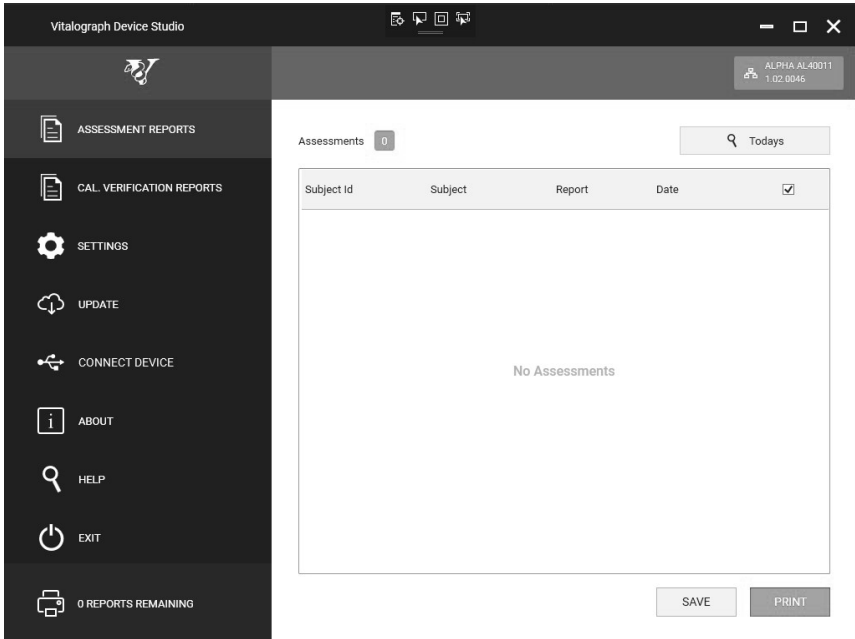 Vitalograph Device Studio
ALPHA AL40011
1.02.0046
ASSESSMENT REPORTS
CAL. VERIFICATION REPORTS
SETTINGS
UPDATE
CONNECT DEVICE
i
ABOUT
HELP
EXIT
0 REPORTS REMAINING
Assessments 0
Todays
Subject Id Subject Report Date
No Assessments
SAVE PRINT